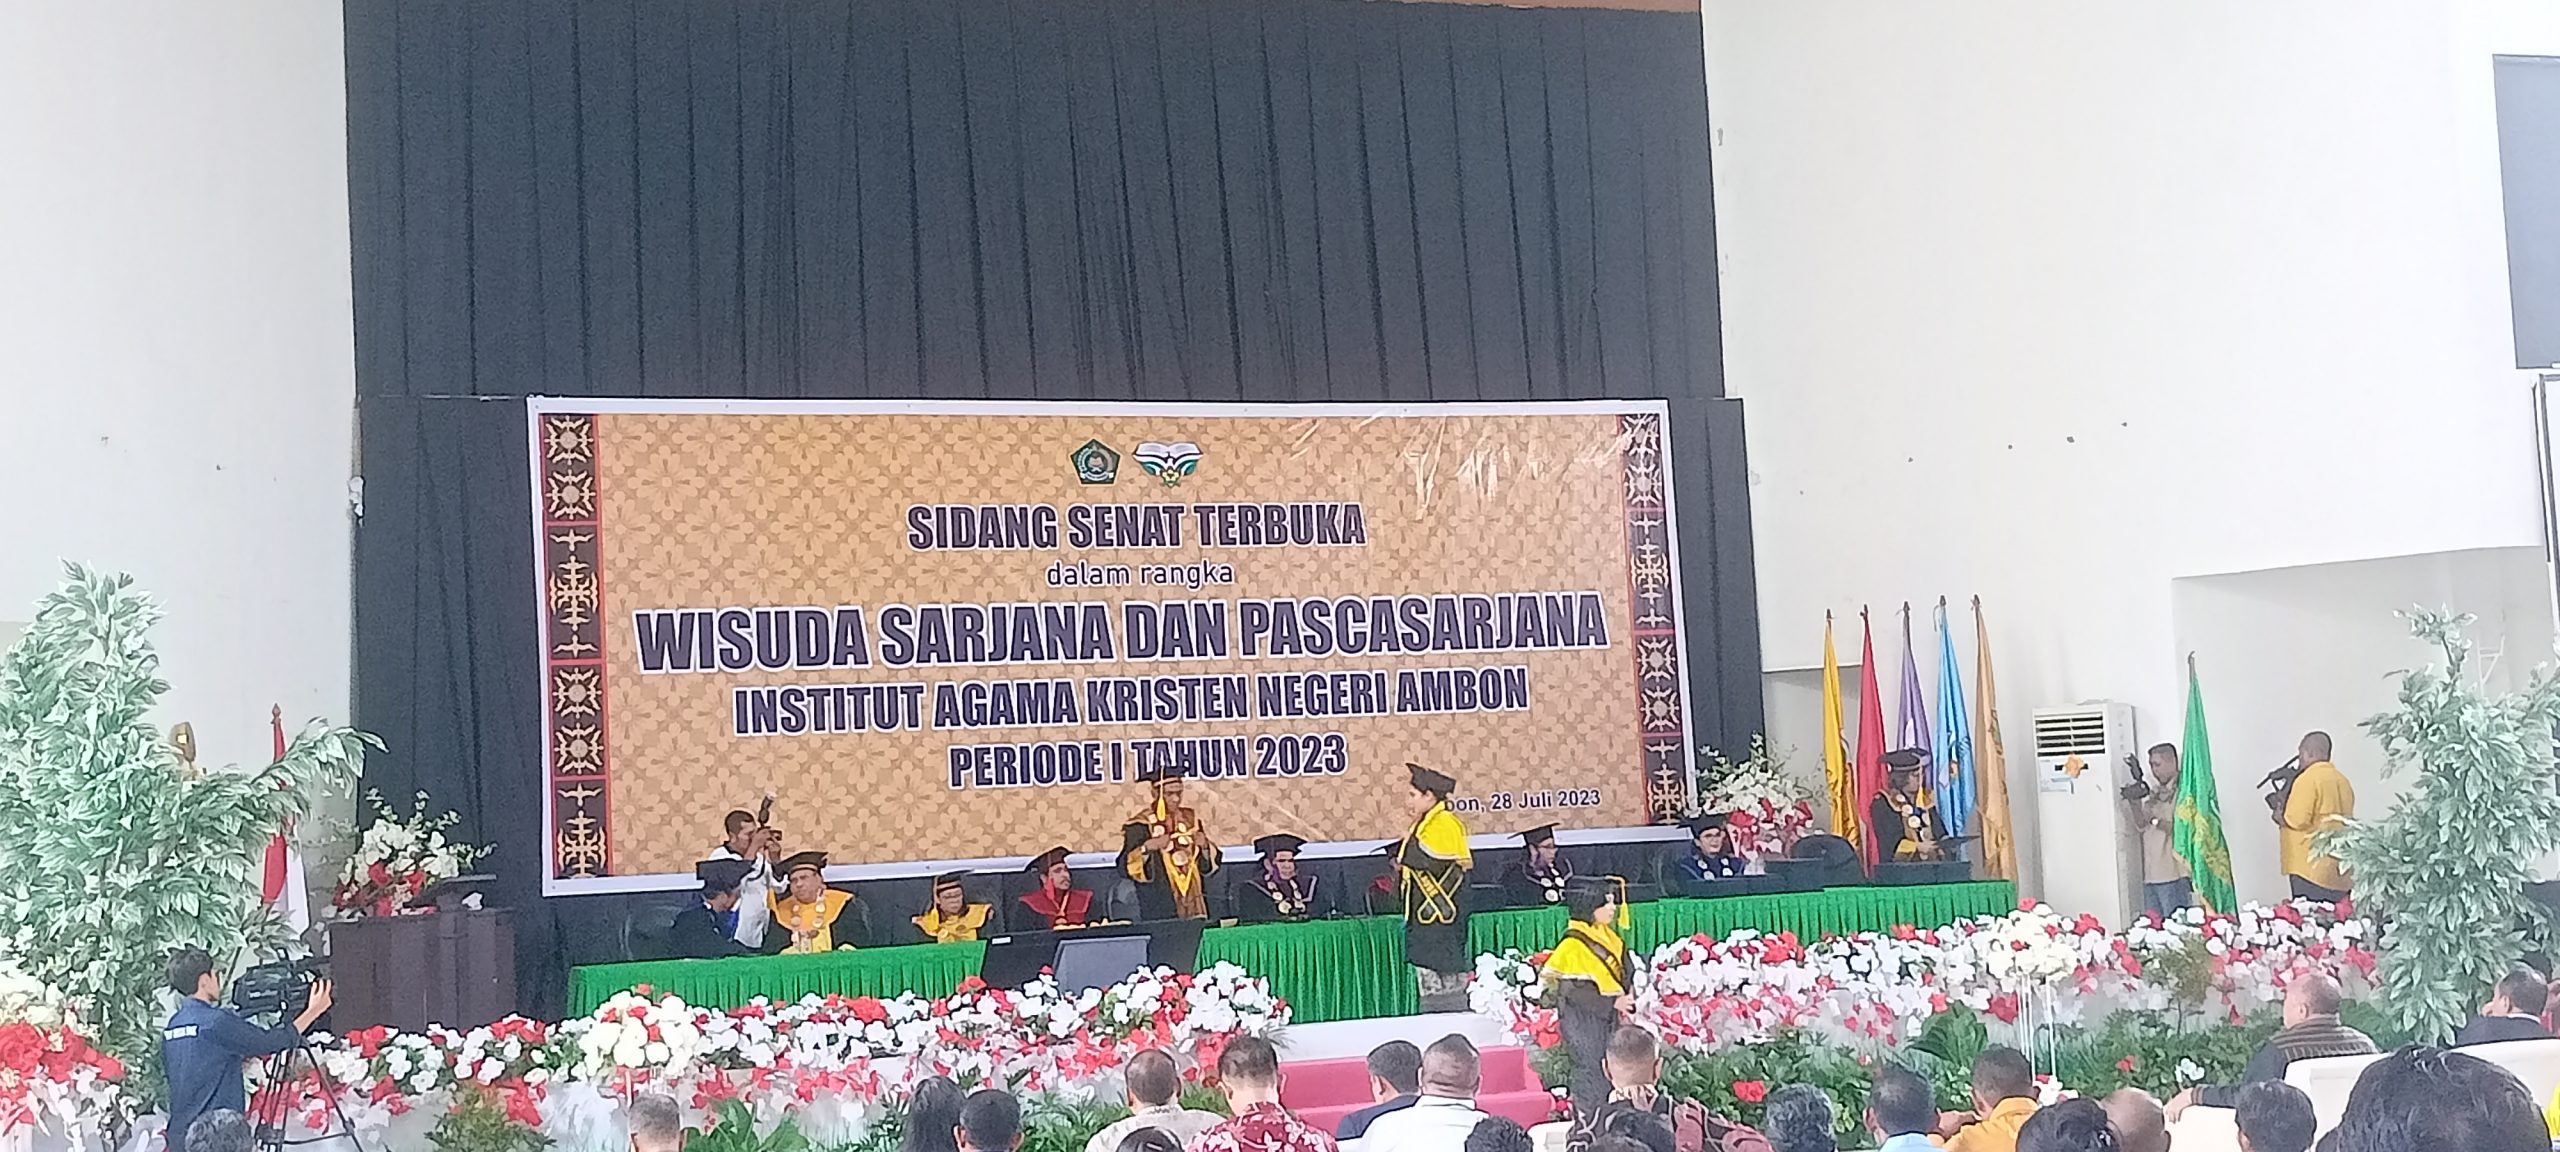 SIDANG SENAT TERBUKA
dalam rangka
WISUDA SARJANA DAN PASCASARJANA
INSTITUT AGAMA KRISTEN NEGERI AMBON
PERIODE I TAHUN 2023
bon, 28 Juli 2023